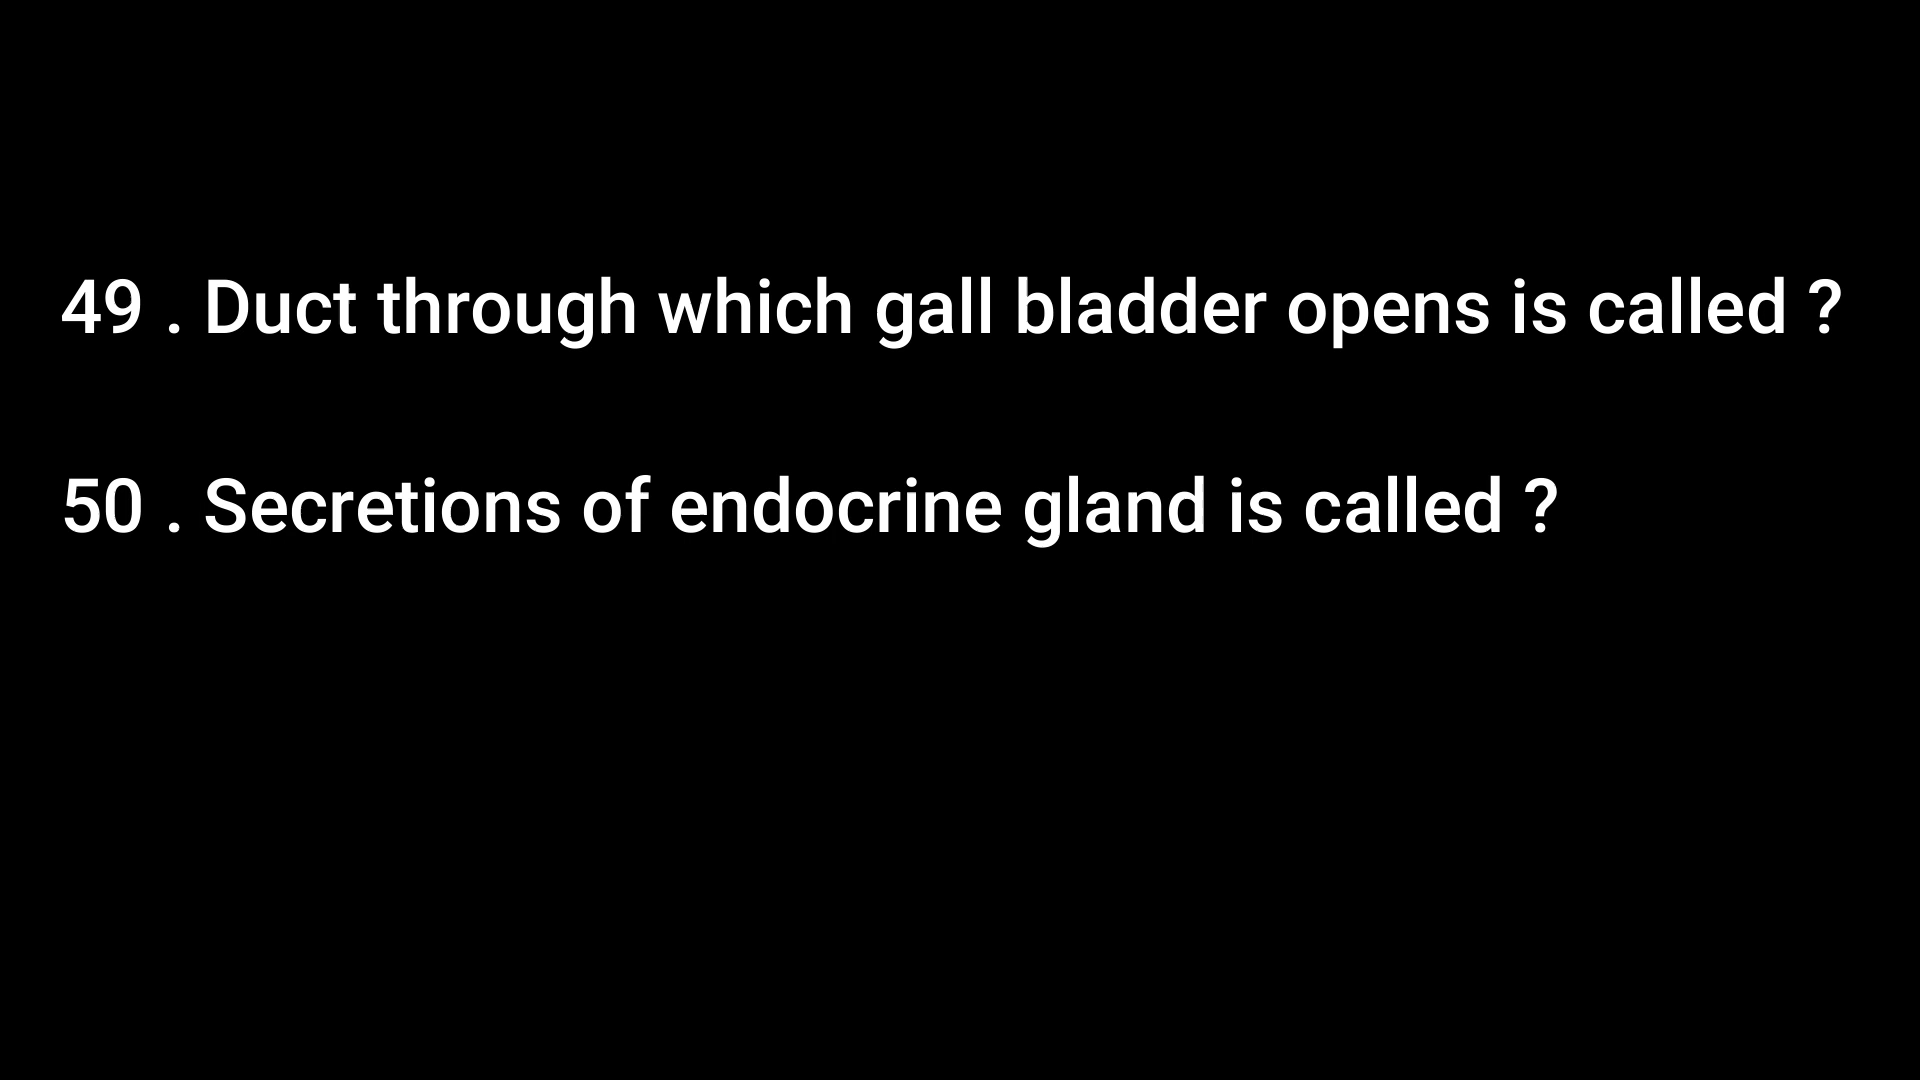 49 . Duct through which gall bladder opens is called ?
50 . Secretions of endocrine gland is called ?